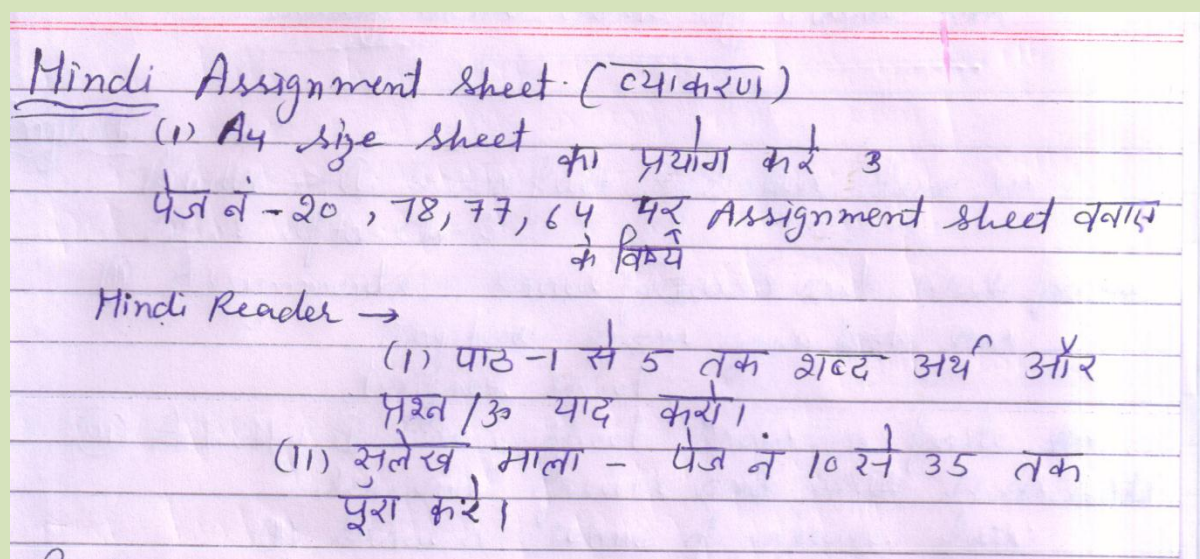 Hindi Assignment sheet (व्याकरण)
(1) A4 size sheet का प्रयोग करे 3
पेज नं - 20, 78, 77, 64 पर Assignment sheet बनाए
के
Hindi Reader →
(1) पाठ -1 से 5 तक शब्द अर्थ और
प्रश्न /उ याद करो।
(11) सुलेख माला - पेज नं 10 से 35 तक
पूरा करे।